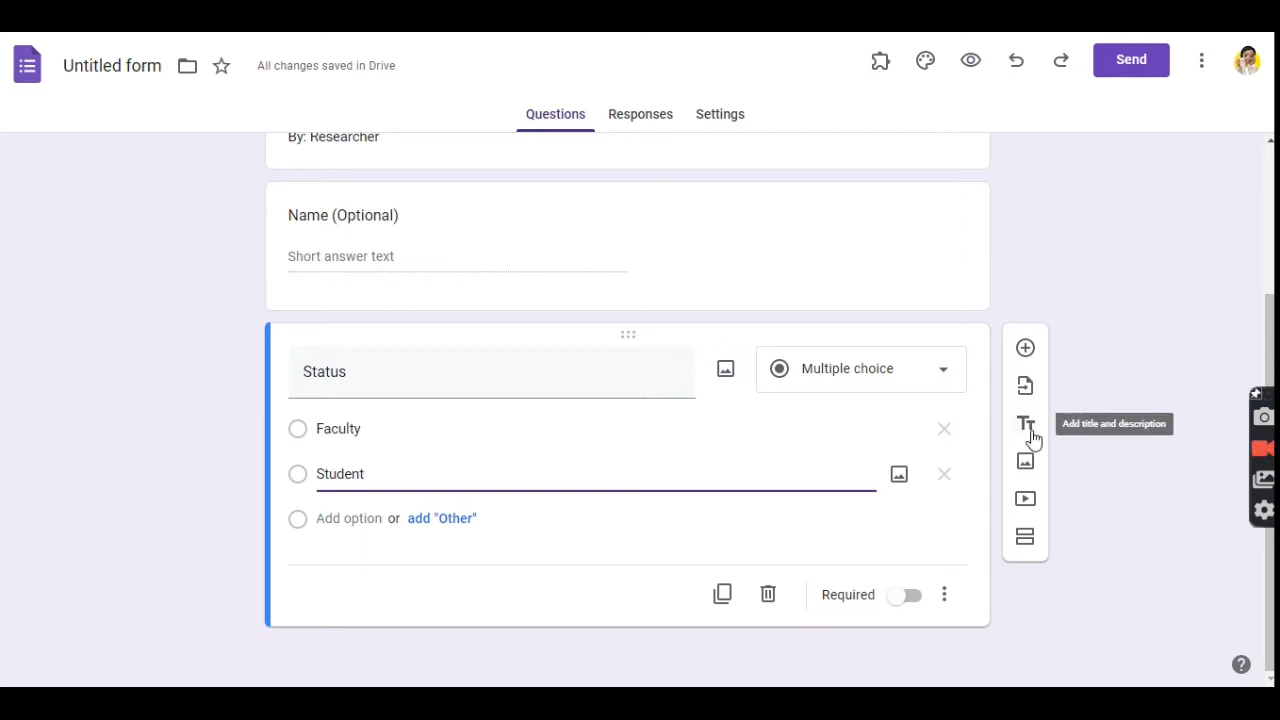 Untitled form
All changes saved in Drive
Send
Questions
Responses
Settings
By: Researcher
Name (Optional)
Short answer text
Status
Multiple choice
Faculty
Student
Add option or add "Other"
Required
Tt
Add title and description